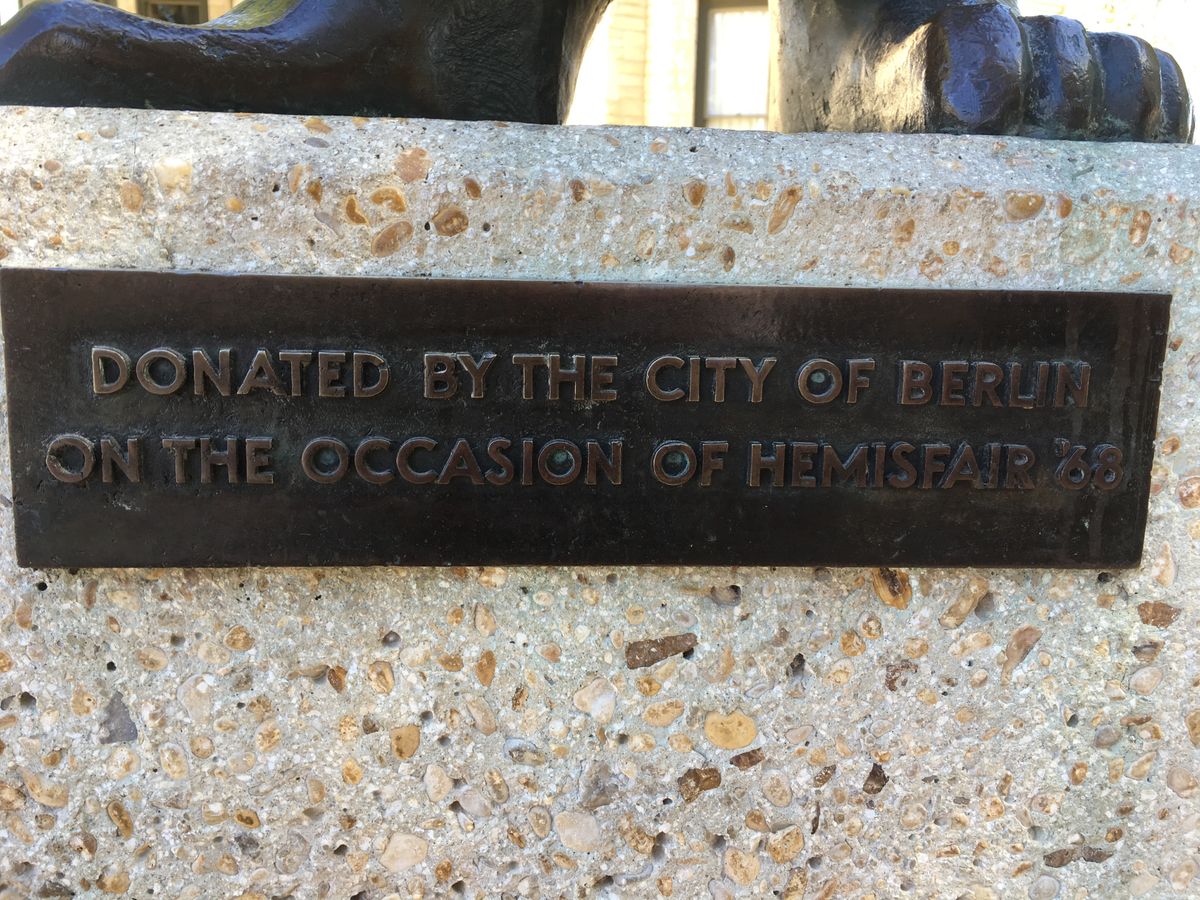 DONATED BY THE CITY OF BERLIN
ON THE OCCASION OF HEMISFAIR '68